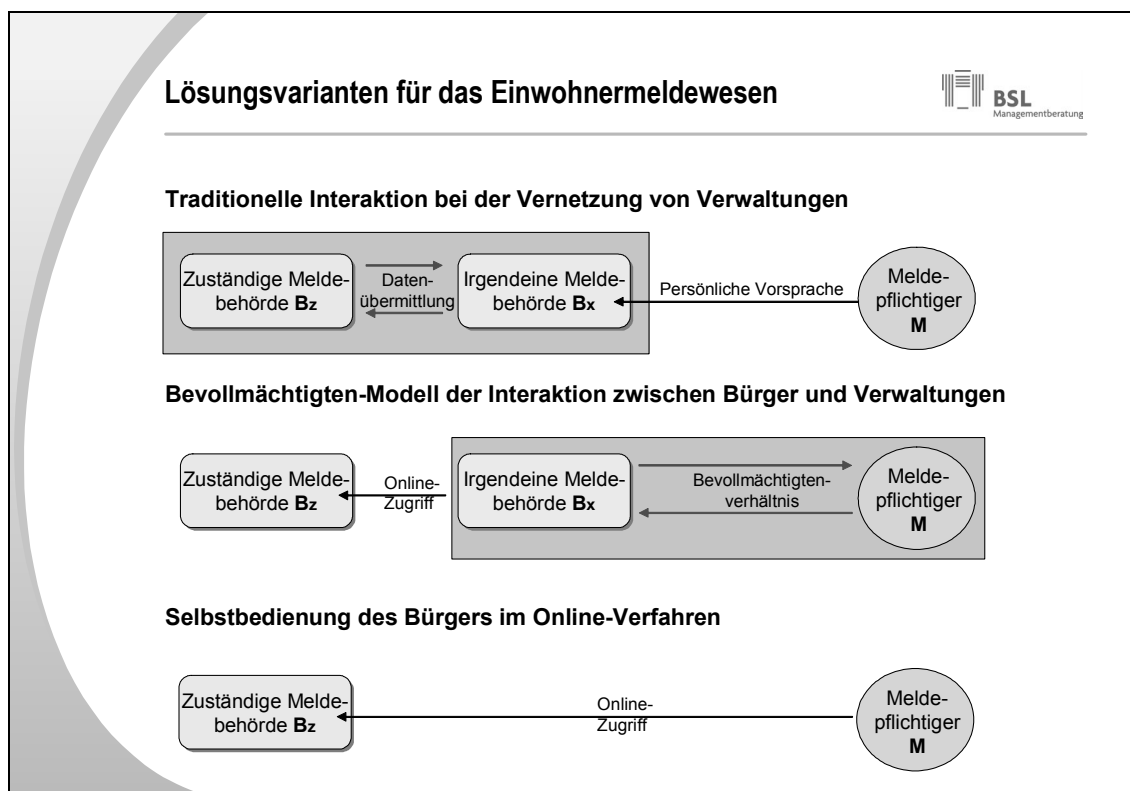 Lösungsvarianten für das Einwohnermeldewesen
BSL
Managementberatung
Traditionelle Interaktion bei der Vernetzung von Verwaltungen
Zuständige Melde-
behörde Bz
Daten-
übermittlung
Irgendeine Melde-
behörde Bx
Persönliche Vorsprache
Melde-
pflichtiger
M
Bevollmächtigten-Modell der Interaktion zwischen Bürger und Verwaltungen
Zuständige Melde-
behörde Bz
Online-
Zugriff
Irgendeine Melde-
behörde Bx
Bevollmächtigten-
verhältnis
Melde-
pflichtiger
M
Selbstbedienung des Bürgers im Online-Verfahren
Zuständige Melde-
behörde Bz
Online-
Zugriff
Melde-
pflichtiger
M